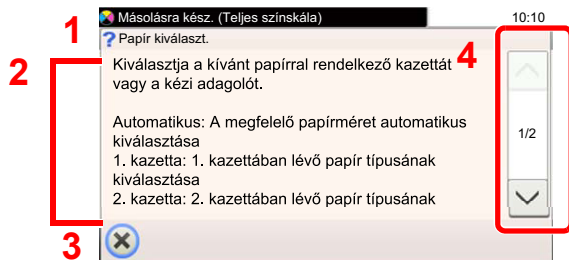 Másolásra kész. (Teljes színskála)
10:10
1
? Papír kiválaszt.
2
4
Kiválasztja a kívánt papírral rendelkező kazettát
vagy a kézi adagolót.
Automatikus: A megfelelő papírméret automatikus
kiválasztása
1. kazetta: 1. kazettában lévő papír típusának
kiválasztása
2. kazetta: 2. kazettában lévő papír típusának
1/2
3